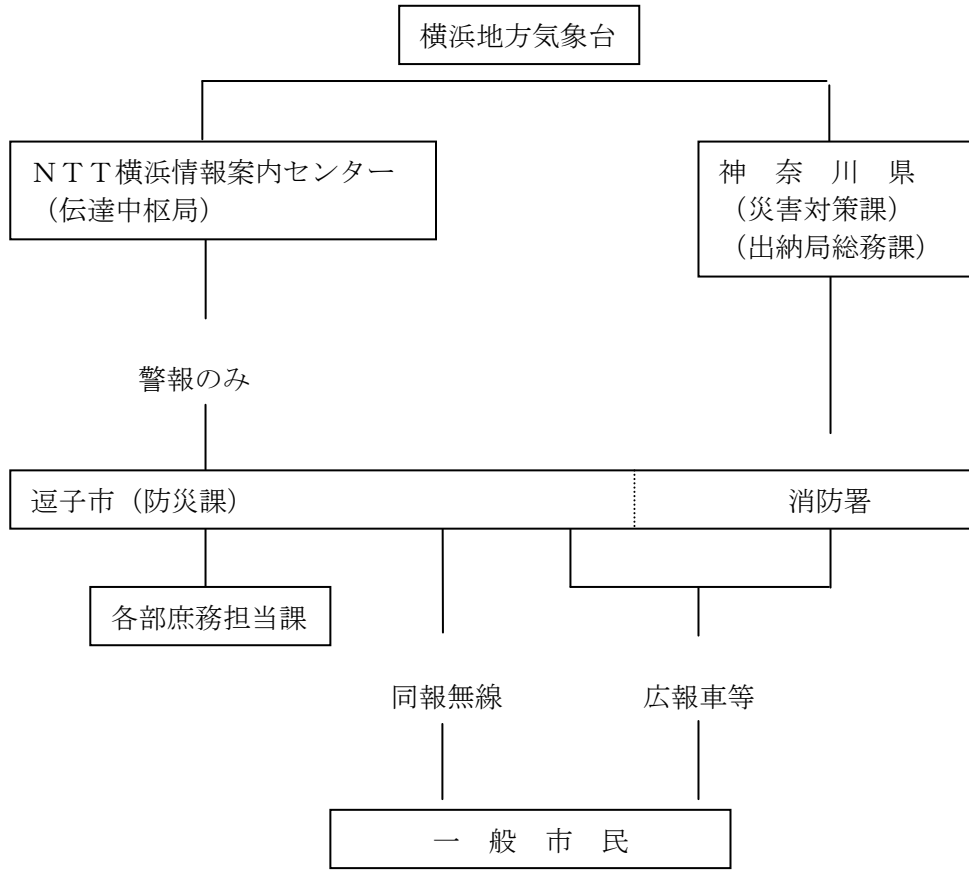 横浜地方気象台
ＮＴＴ横浜情報案内センター
（伝達中枢局）
神　奈　川　県
（災害対策課）
（出納局総務課）
警報のみ
逗子市（防災課）
消防署
各部庶務担当課
同報無線
広報車等
一　般　市　民